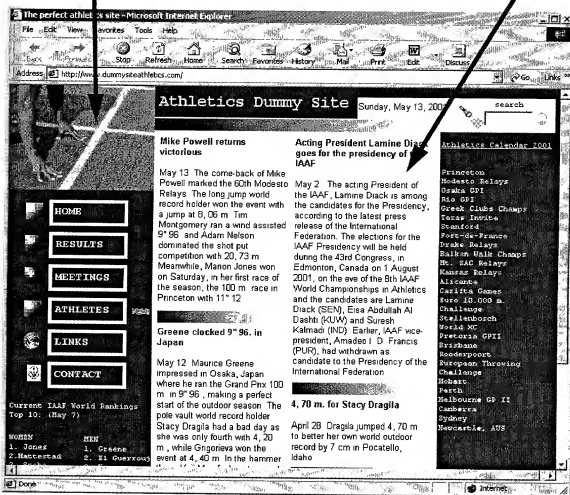 The perfect athletics site - Microsoft Internet Explorer
File Edit View Favorites Tools Help
Back Forward Stop Refresh Home Search Favorites History Mail Print Edit Discuss
Address http://www.dummysiteathletics.com/ Go Links »
Athletics Dummy Site
Sunday, May 13, 200
search
HOME
RESULTS
MEETINGS
ATHLETES
LINKS
CONTACT
Current IAAF World Rankings
Top 10: (May 7)
WOMEN MEN
1. Jones 1. Greene
2. Mattestad 2. El Guerrouj
Mike Powell returns
victorious
May 13 The come-back of Mike
Powell marked the 60th Modesto
Relays. The long jump world
record holder won the event with
a jump at 8, 06 m Tim
Montgomery ran a wind assisted
9" 96 and Adam Nelson
dominated the shot put
competition with 20, 73 m
Meanwhile, Marion Jones won
on Saturday, in her first race of
the season, the 100 m race in
Princeton with 11" 12
Greene clocked 9" 96. in
Japan
May 12 Maurice Greene
impressed in Osaka, Japan
where he ran the Grand Prix 100
m in 9" 96 , making a perfect
start of the outdoor season The
pole vault world record holder
Stacy Dragila had a bad day as
she was only fourth with 4, 20
m , while Grigorieva won the
event at 4, 40 m In the hammer
Acting President Lamine Diack
goes for the presidency of
IAAF
May 2 The acting President of
the IAAF, Lamine Diack is among
the candidates for the Presidency,
according to the latest press
release of the International
Federation. The elections for the
IAAF Presidency will be held
during the 43rd Congress, in
Edmonton, Canada on 1 August
2001, on the eve of the 8th IAAF
World Championships in Athletics
and the candidates are Lamine
Diack (SEN), Eisa Abdullah Al
Dashti (KUW) and Suresh
Kalmadi (IND) Earlier, IAAF vice-
president, Amadeo I D Francis
(PUR), had withdrawn as
candidate to the Presidency of the
International Federation
4, 70 m. for Stacy Dragila
April 28 Dragila jumped 4, 70 m
to better her own world outdoor
record by 7 cm in Pocatello,
Idaho
Athletics Calendar 2001
Princeton
Modesto Relays
Osaka GPI
Rio GPI
Greek Clubs Champs
Texas Invite
Stanford
Fort-de-France
Drake Relays
Balkan Walk Champs
Mt. SAC Relays
Kansas Relays
Alicante
Carifta Games
Euro 10.000 m.
Challenge
Stellenborch
World XC
Pretoria GPII
Brisbane
Roodepoort
European Throwing
Challenge
Hobart
Perth
Melbourne GP II
Canberra
Sydney
Newcastle, AUS
Done Internet